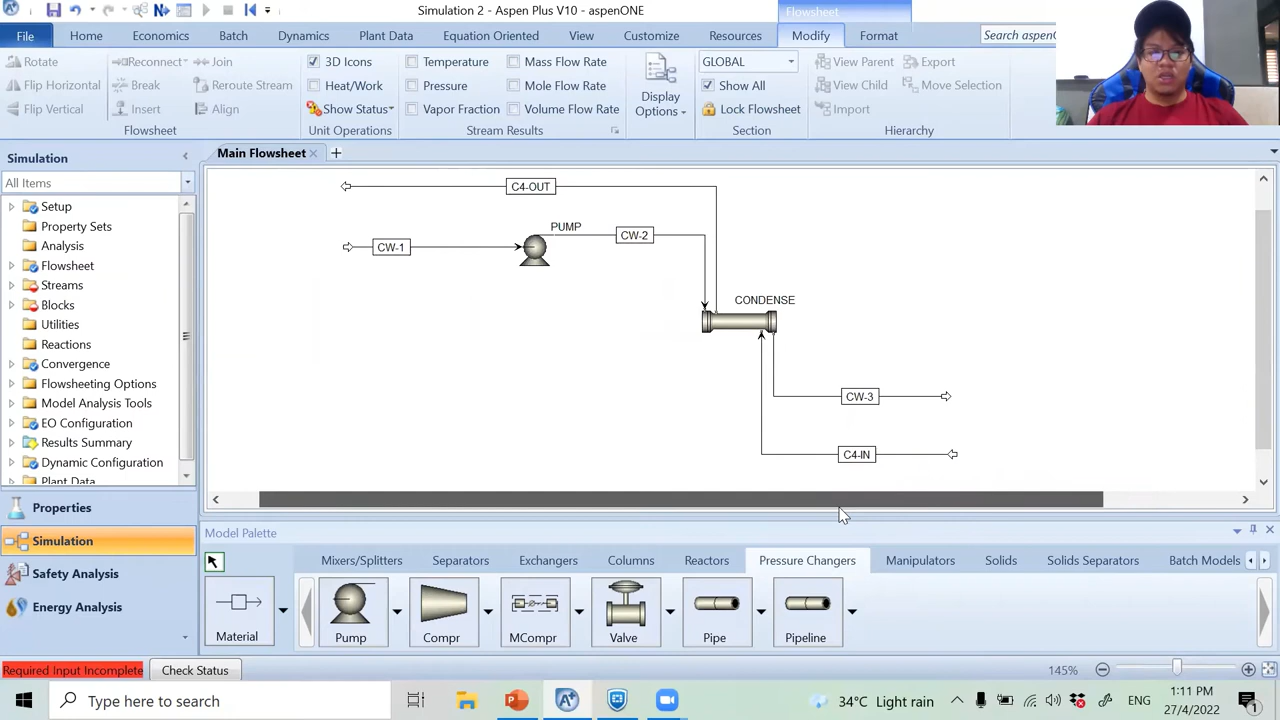 Simulation 2 - Aspen Plus V10 - aspenONE
Flowsheet
File Home Economics Batch Dynamics Plant Data Equation Oriented View Customize Resources Modify Format Search aspenO
Rotate Reconnect Join 3D Icons Temperature Mass Flow Rate GLOBAL View Parent Export
Flip Horizontal Break Reroute Stream Heat/Work Pressure Mole Flow Rate Display Options Show All View Child Move Selection
Flip Vertical Insert Align Show Status Vapor Fraction Volume Flow Rate Lock Flowsheet Import
Flowsheet Unit Operations Stream Results Section Hierarchy
Simulation
Main Flowsheet
All Items
Setup
Property Sets
Analysis
Flowsheet
Streams
Blocks
Utilities
Reactions
Convergence
Flowsheeting Options
Model Analysis Tools
EO Configuration
Results Summary
Dynamic Configuration
Plant Data
Properties
Simulation
Safety Analysis
Energy Analysis
C4-OUT
PUMP
CW-2
CW-1
CONDENSE
CW-3
C4-IN
Model Palette
Mixers/Splitters Separators Exchangers Columns Reactors Pressure Changers Manipulators Solids Solids Separators Batch Models
Material Pump Compr MCompr Valve Pipe Pipeline
Required Input Incomplete Check Status 145%
Type here to search 34°C Light rain ENG 1:11 PM
27/4/2022
1